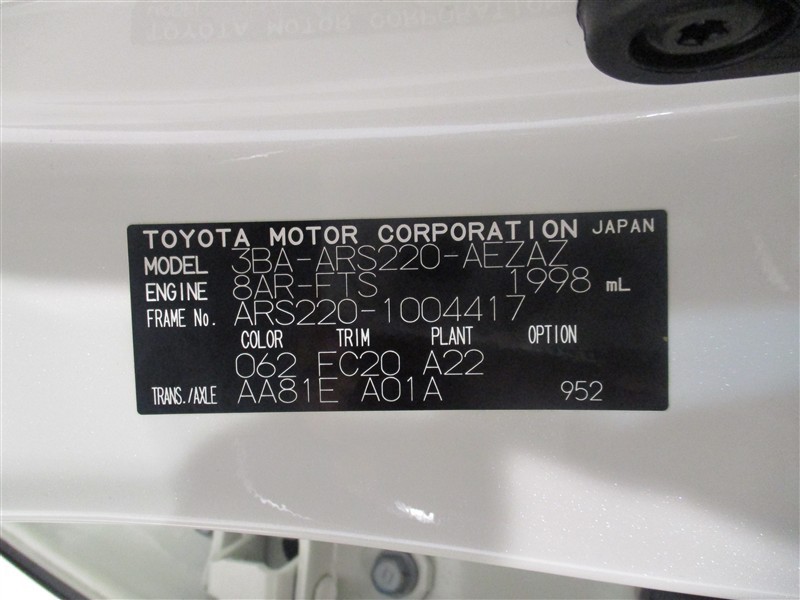 TOYOTA MOTOR CORPORATION JAPAN
MODEL 3BA-ARS220-AEZAZ
ENGINE 8AR-FTS 1998 mL
FRAME No. ARS220-1004417
COLOR TRIM PLANT OPTION
062 EC20 A22
TRANS./AXLE AA81E A01A 952